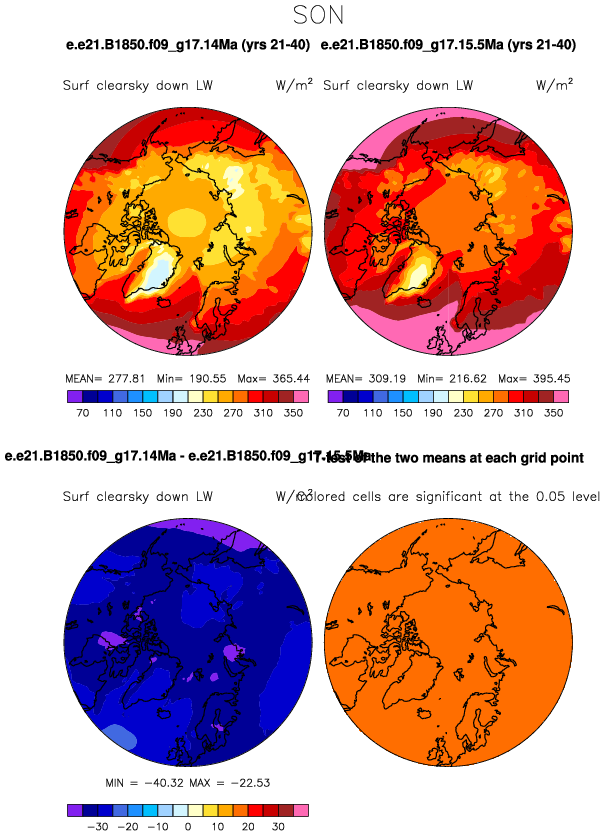 SON
e.e21.B1850.f09_g17.14Ma (yrs 21-40) e.e21.B1850.f09_g17.15.5Ma (yrs 21-40)
Surf clearsky down LW W/m² Surf clearsky down LW W/m²
MEAN= 277.81 Min= 190.55 Max= 365.44 MEAN= 309.19 Min= 216.62 Max= 395.45
70 110 150 190 230 270 310 350 70 110 150 190 230 270 310 350
e.e21.B1850.f09_g17.14Ma - e.e21.B1850.f09_g17.15.5Ma T-test of the two means at each grid point
Surf clearsky down LW W/m² Colored cells are significant at the 0.05 level
MIN = −40.32 MAX = −22.53
−30 −20 −10 0 10 20 30